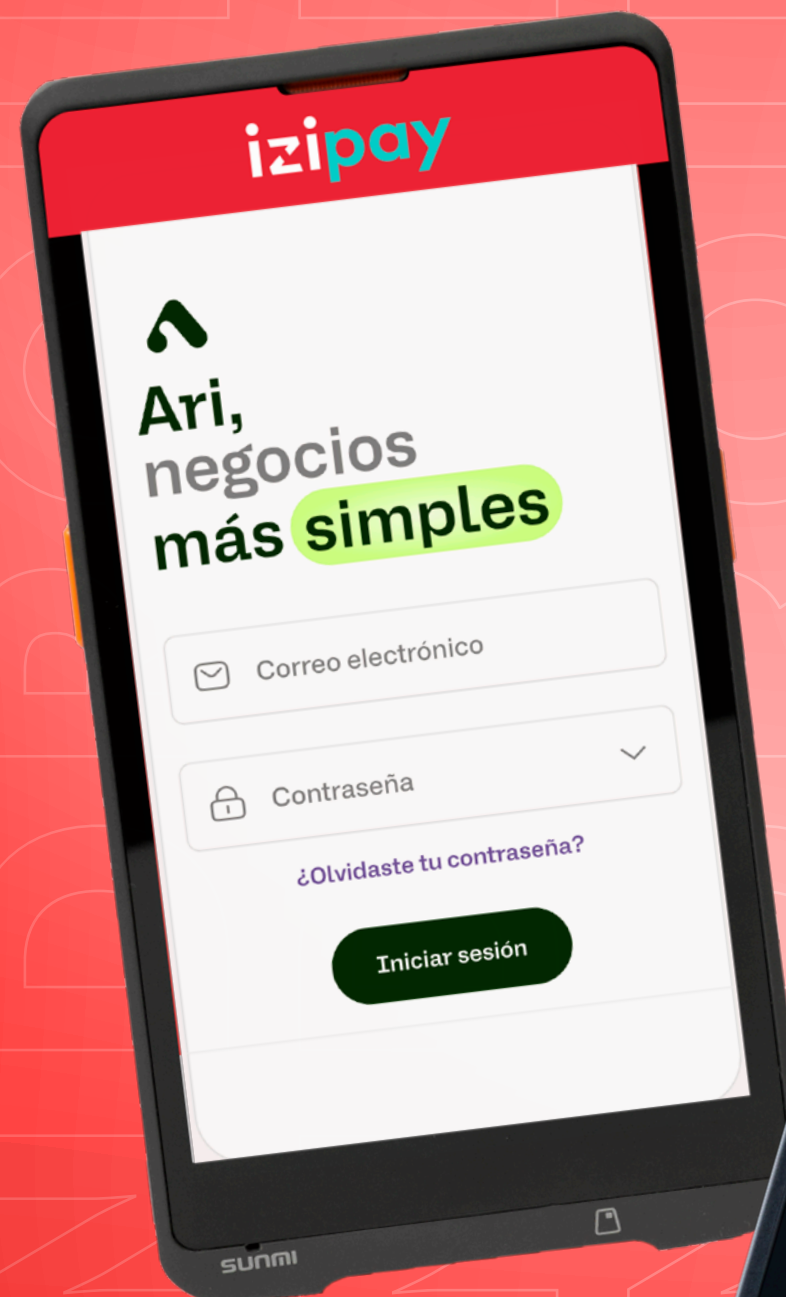 izipay
Ari,
negocios
más simples
Correo electrónico
Contraseña
¿Olvidaste tu contraseña?
Iniciar sesión
SUNMI